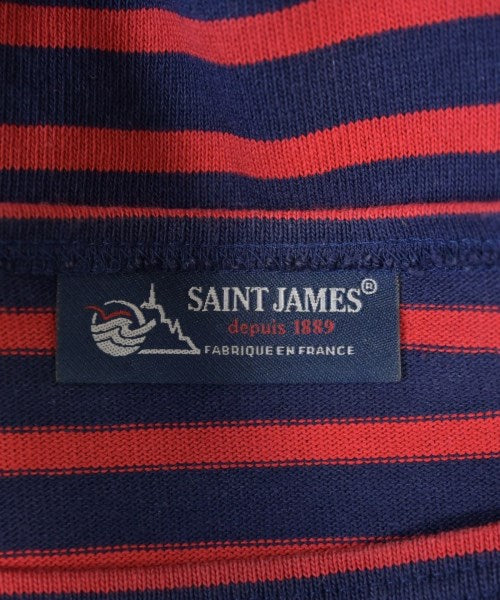 SAINT JAMES®
depuis 1889
FABRIQUE EN FRANCE